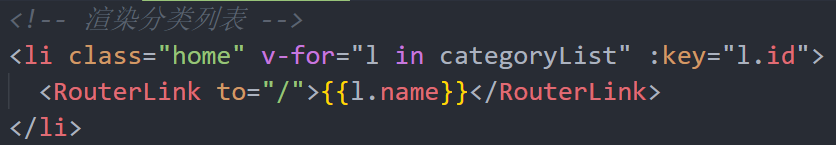 <!-- 渲染分类列表 -->
<li class="home" v-for="l in categoryList" :key="l.id">
<RouterLink to="/">{{l.name}}</RouterLink>
</li>